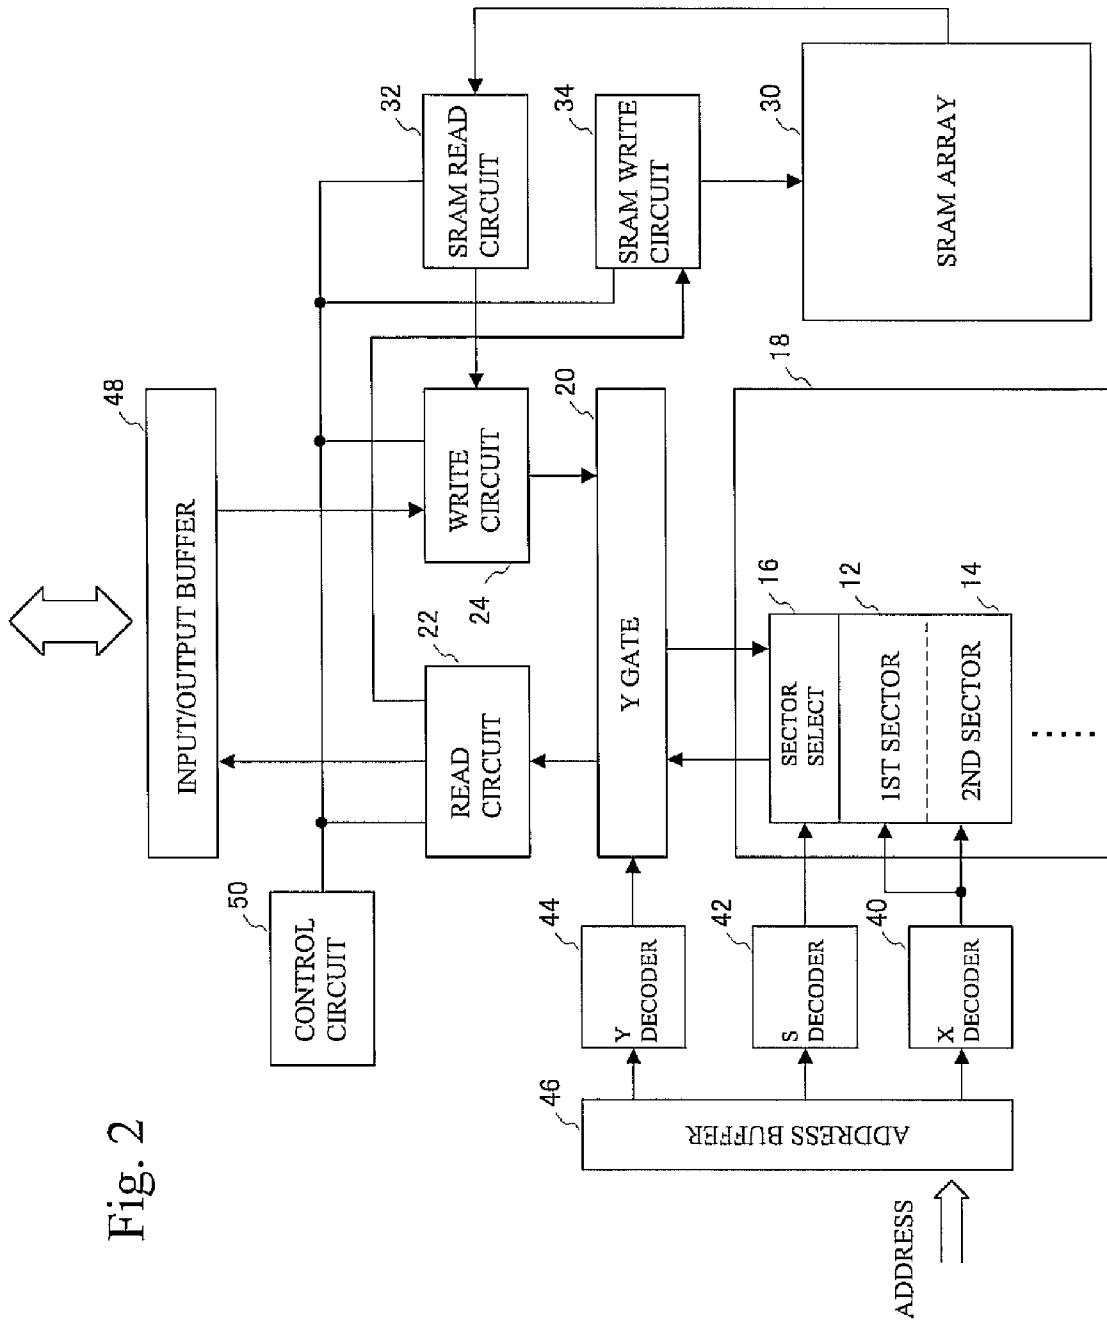 Fig. 2
48
INPUT/OUTPUT BUFFER
50
CONTROL
CIRCUIT
22
READ
CIRCUIT
24
WRITE
CIRCUIT
32
SRAM READ
CIRCUIT
44
Y
DECODER
20
Y GATE
34
SRAM WRITE
CIRCUIT
46
ADDRESS BUFFER
42
S
DECODER
18
16
SECTOR
SELECT
12
1ST SECTOR
14
2ND SECTOR
30
SRAM ARRAY
40
X
DECODER
ADDRESS